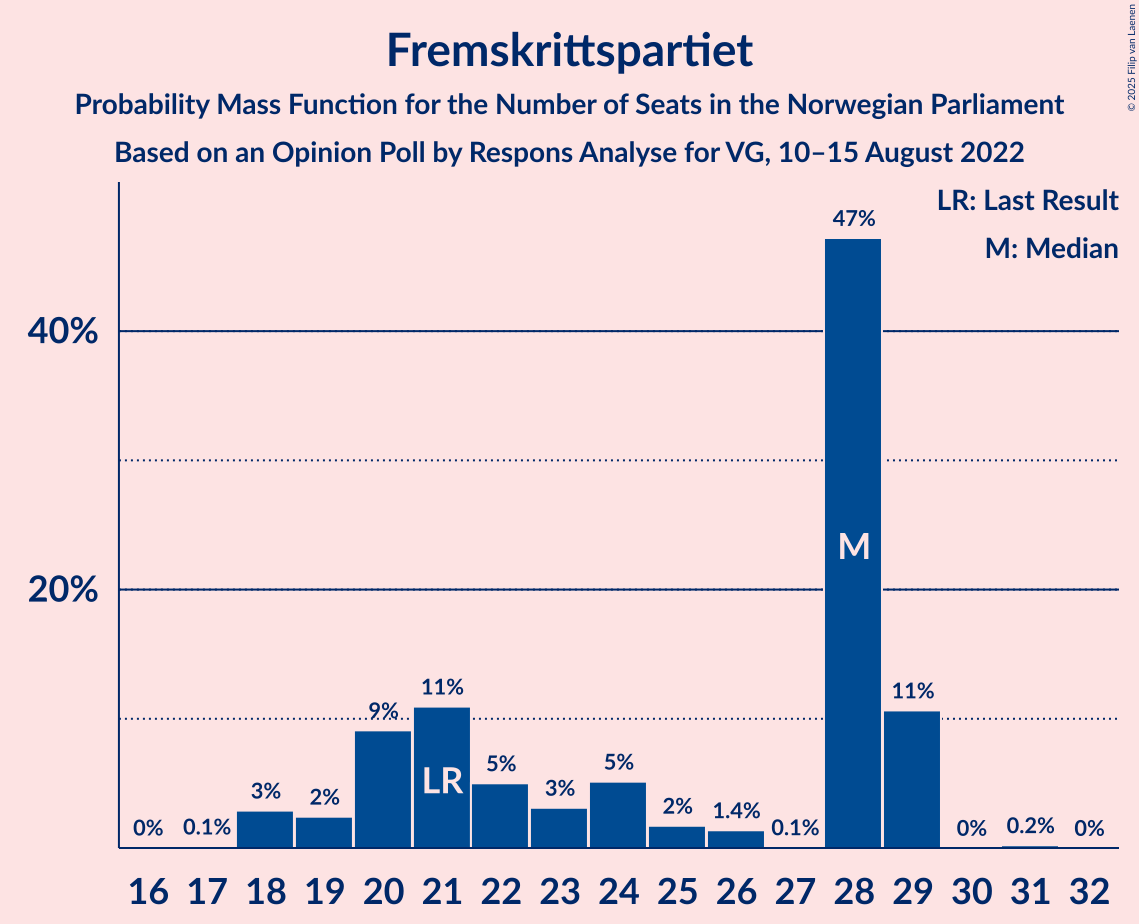 Fremskrittspartiet
Probability Mass Function for the Number of Seats in the Norwegian Parliament
Based on an Opinion Poll by Respons Analyse for VG, 10–15 August 2022
© 2025 Filip van Laenen
LR: Last Result
M: Median
40%
20%
0% 0.1% 3% 2% 9% 11% 5% 3% 5% 2% 1.4% 0.1% 47% 11% 0% 0.2% 0%
LR
M
16 17 18 19 20 21 22 23 24 25 26 27 28 29 30 31 32